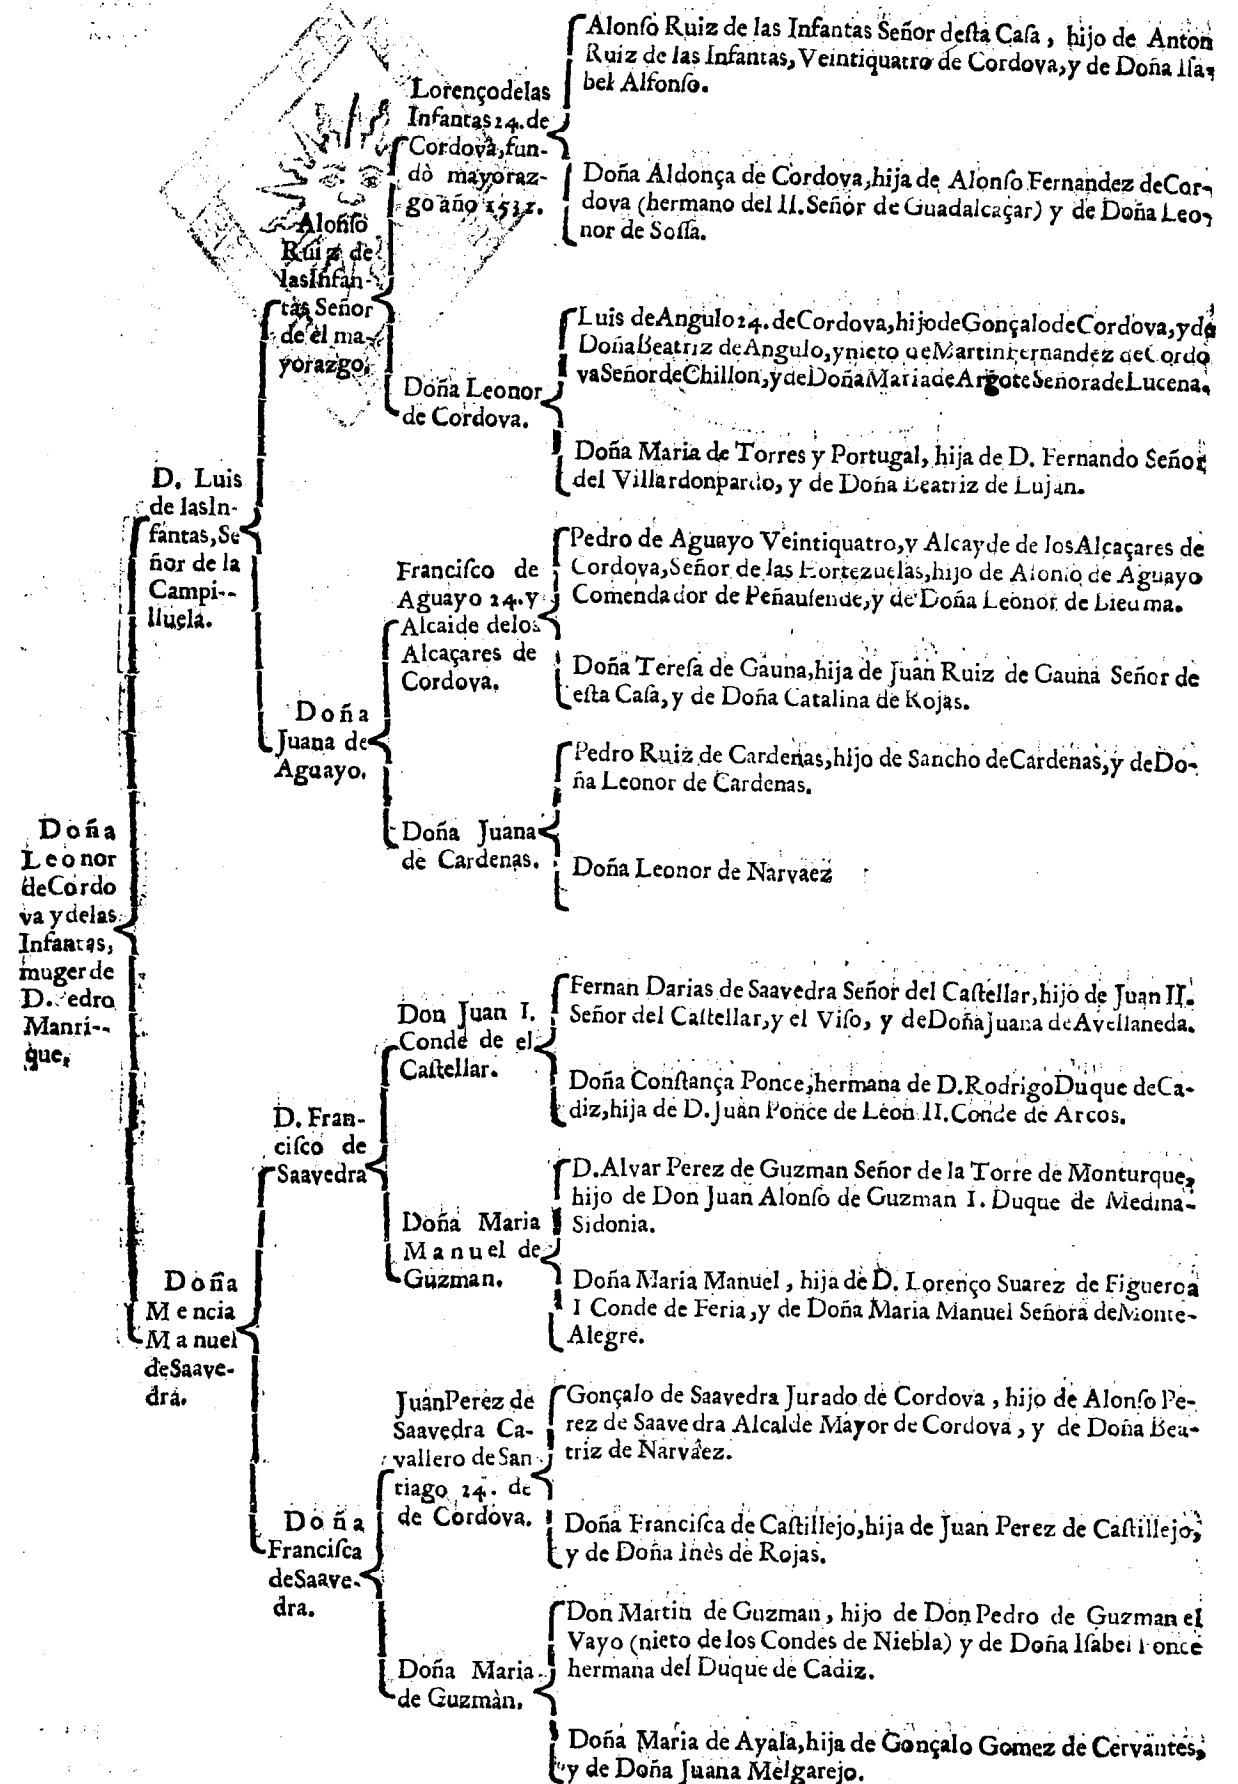 Doña
Leonor
deCordo
va y delas
Infantas,
muger de
D. edro
Manri--
que,
D. Luis
de lasIn-
fantas, Se
ñor de la
Campi--
lluela.
Doña
Mencia
Manuel
deSaave-
dra.
Alonſo
Ruiz de
lasInfan-
tas, Señor
de el ma-
yorazgo,
Doña
Juana de
Aguayo,
D. Fran-
ciſco de
Saavedra
Doña
Franciſca
deSaave-
dra.
Lorençodelas
Infantas 24. de
Cordova, fun-
dò mayoraz-
go año 1531.
Doña Leonor
de Cordova.
Franciſco de
Aguayo 24. y
Alcaide delos
Alcaçares de
Cordova.
Doña Juana
de Cardenas.
Don Juan I.
Conde de el
Caſtellar.
Doña Maria
Manuel de
Guzman.
JuanPerez de
Saavedra Ca-
vallero de San
tiago 24. de
de Cordova.
Doña Maria
de Guzmàn.
Alonſo Ruiz de las Infantas Señor deſta Caſa, hijo de Anton
Ruiz de las Infantas, Veintiquatro de Cordova, y de Doña Iſa-
bel Alfonſo.
Doña Aldonça de Cordova, hija de Alonſo Fernandez deCor-
dova (hermano del II. Señor de Guadalcaçar) y de Doña Leo-
nor de Soſſa.
Luis deAngulo 24. deCordova, hijodeGonçalodeCordova, yde
DoñaBeatriz deAngulo, ynieto deMartinFernandez deCordo
vaSeñordeChillon, ydeDoñaMariadeArgoteSeñoradeLucena.
Doña Maria de Torres y Portugal, hija de D. Fernando Señor
del Villardonpardo, y de Doña Beatriz de Lujan.
Pedro de Aguayo Veintiquatro, y Alcayde de losAlcaçares de
Cordova, Señor de las Hortezuelas, hijo de Alonſo de Aguayo
Comendador de Peñauſende, y de Doña Leonor de
Doña Tereſa de Gauna, hija de Juan Ruiz de Gauna Señor de
eſta Caſa, y de Doña Catalina de Rojas.
Pedro Ruiz de Cardenas, hijo de Sancho deCardenas, y deDo-
ña Leonor de Cardenas.
Doña Leonor de Narvaez
Fernan Darias de Saavedra Señor del Caſtellar, hijo de Juan II.
Señor del Caſtellar, y el Viſo, y deDoñaJuana deAvellaneda.
Doña Conſtança Ponce, hermana de D. RodrigoDuque deCa-
diz, hija de D. Juan Ponce de Leon II. Conde de Arcos.
D. Alvar Perez de Guzman Señor de la Torre de Monturque,
hijo de Don Juan Alonſo de Guzman I. Duque de Medina-
Sidonia.
Doña Maria Manuel, hija de D. Lorenço Suarez de Figueroa
I Conde de Feria, y de Doña Maria Manuel Señora deMonte-
Alegre.
Gonçalo de Saavedra Jurado de Cordova, hijo de Alonſo Pe-
rez de Saavedra Alcalde Mayor de Cordova, y de Doña Bea-
triz de Narvaez.
Doña Franciſca de Caſtillejo, hija de Juan Perez de Caſtillejo,
y de Doña Inès de Rojas.
Don Martin de Guzman, hijo de Don Pedro de Guzman el
Vayo (nieto de los Condes de Niebla) y de Doña Iſabel Ponce
hermana del Duque de Cadiz.
Doña Maria de Ayala, hija de Gonçalo Gomez de Cervantes,
y de Doña Juana Melgarejo.